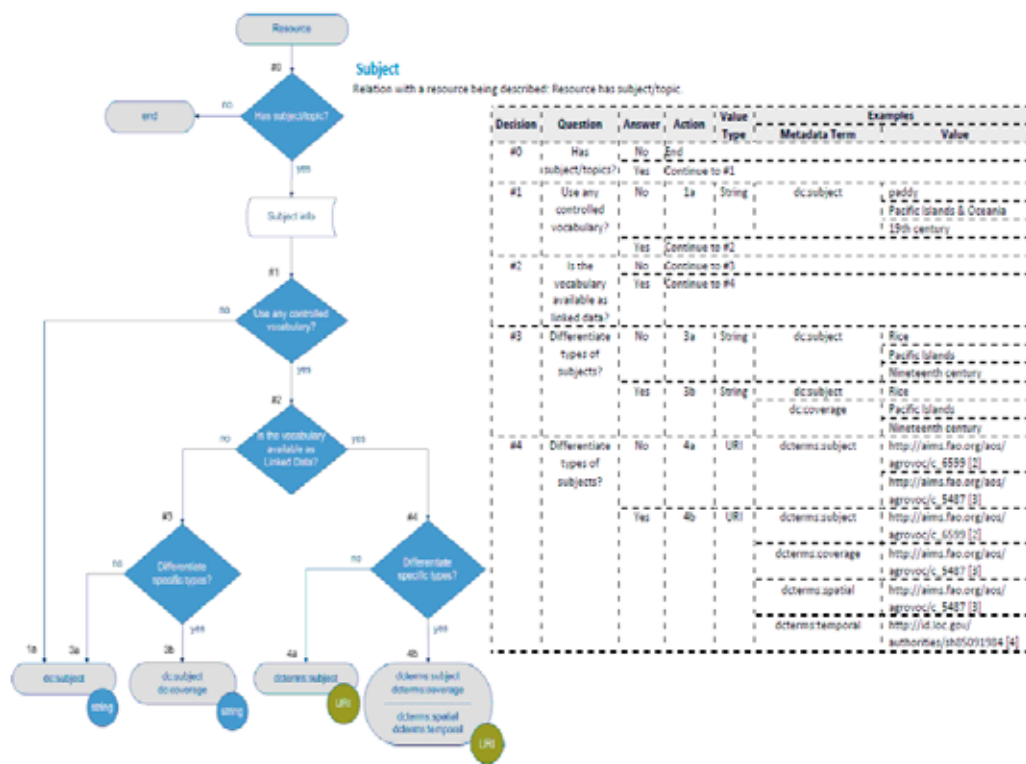 Resource
#0
Has subject/topic?
no
end
yes
Subject info
#1
no
Use any controlled
vocabulary?
yes
#2
no
Is the vocabulary
available as
Linked Data?
yes
#3
no
Differentiate
specific types?
yes
#4
no
Differentiate
specific types?
yes
1a
3a
dc:subject
string
3b
dc:subject
dc:coverage
string
4a
dcterms:subject
URI
4b
dcterms:subject
dcterms:coverage
dcterms:spatial
dcterms:temporal
URI
Subject
Relation with a resource being described: Resource has subject/topic.
Decision Question Answer Action Value Type Examples
Metadata Term Value
#0 Has subject/topics? No End
Yes Continue to #1
#1 Use any controlled vocabulary? No 1a String dc:subject paddy
Pacific Islands & Oceania
19th century
Yes Continue to #2
#2 Is the vocabulary available as linked data? No Continue to #3
Yes Continue to #4
#3 Differentiate types of subjects? No 3a String dc:subject Rice
Pacific Islands
Nineteenth century
Yes 3b String dc:subject Rice
dc:coverage Pacific Islands
Nineteenth century
#4 Differentiate types of subjects? No 4a URI dcterms:subject http://aims.fao.org/aos/
agrovoc/c_6599 [2]
http://aims.fao.org/aos/
agrovoc/c_5487 [3]
Yes 4b URI dcterms:subject http://aims.fao.org/aos/
agrovoc/c_6599 [2]
dcterms:coverage http://aims.fao.org/aos/
agrovoc/c_5487 [3]
dcterms:spatial http://aims.fao.org/aos/
agrovoc/c_5487 [3]
dcterms:temporal http://id.loc.gov/
authorities/sh85091984 [4]